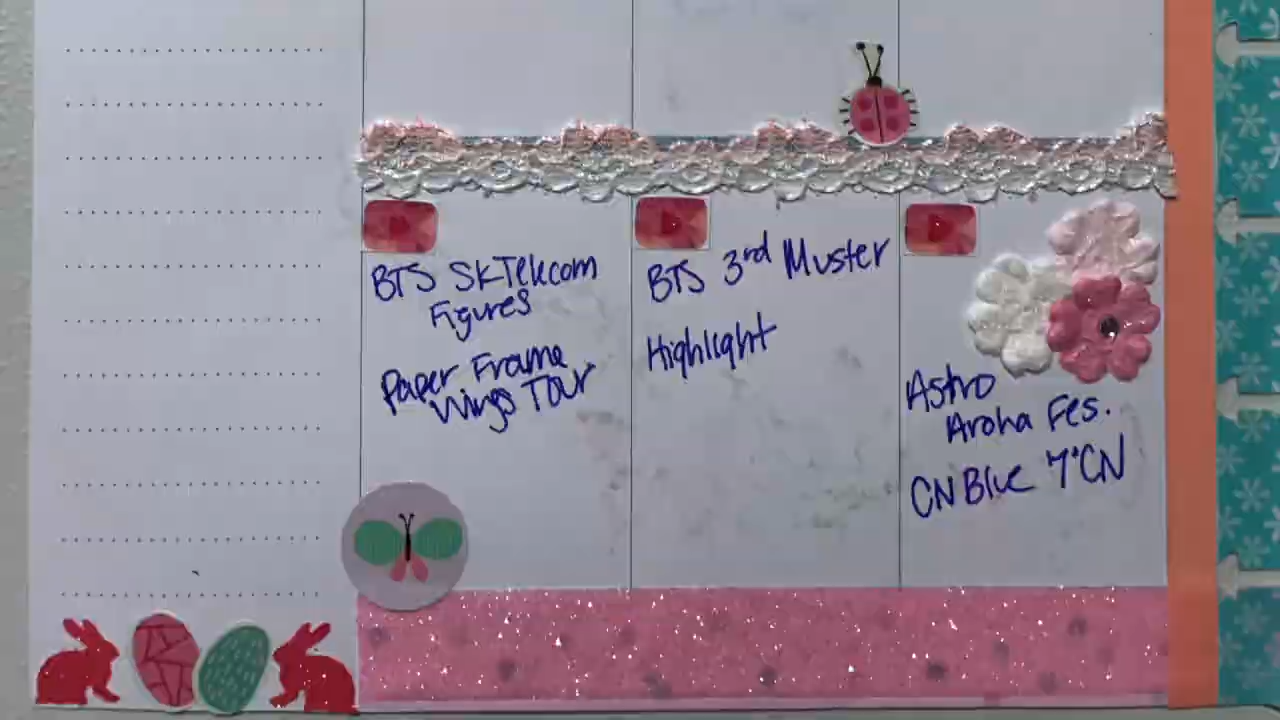 BTS SKTelecom
Figures
Paper Frame
Wings Tour
BTS 3rd Muster
Highlight
Astro
Aroha Fes.
CN Blue 7°CN